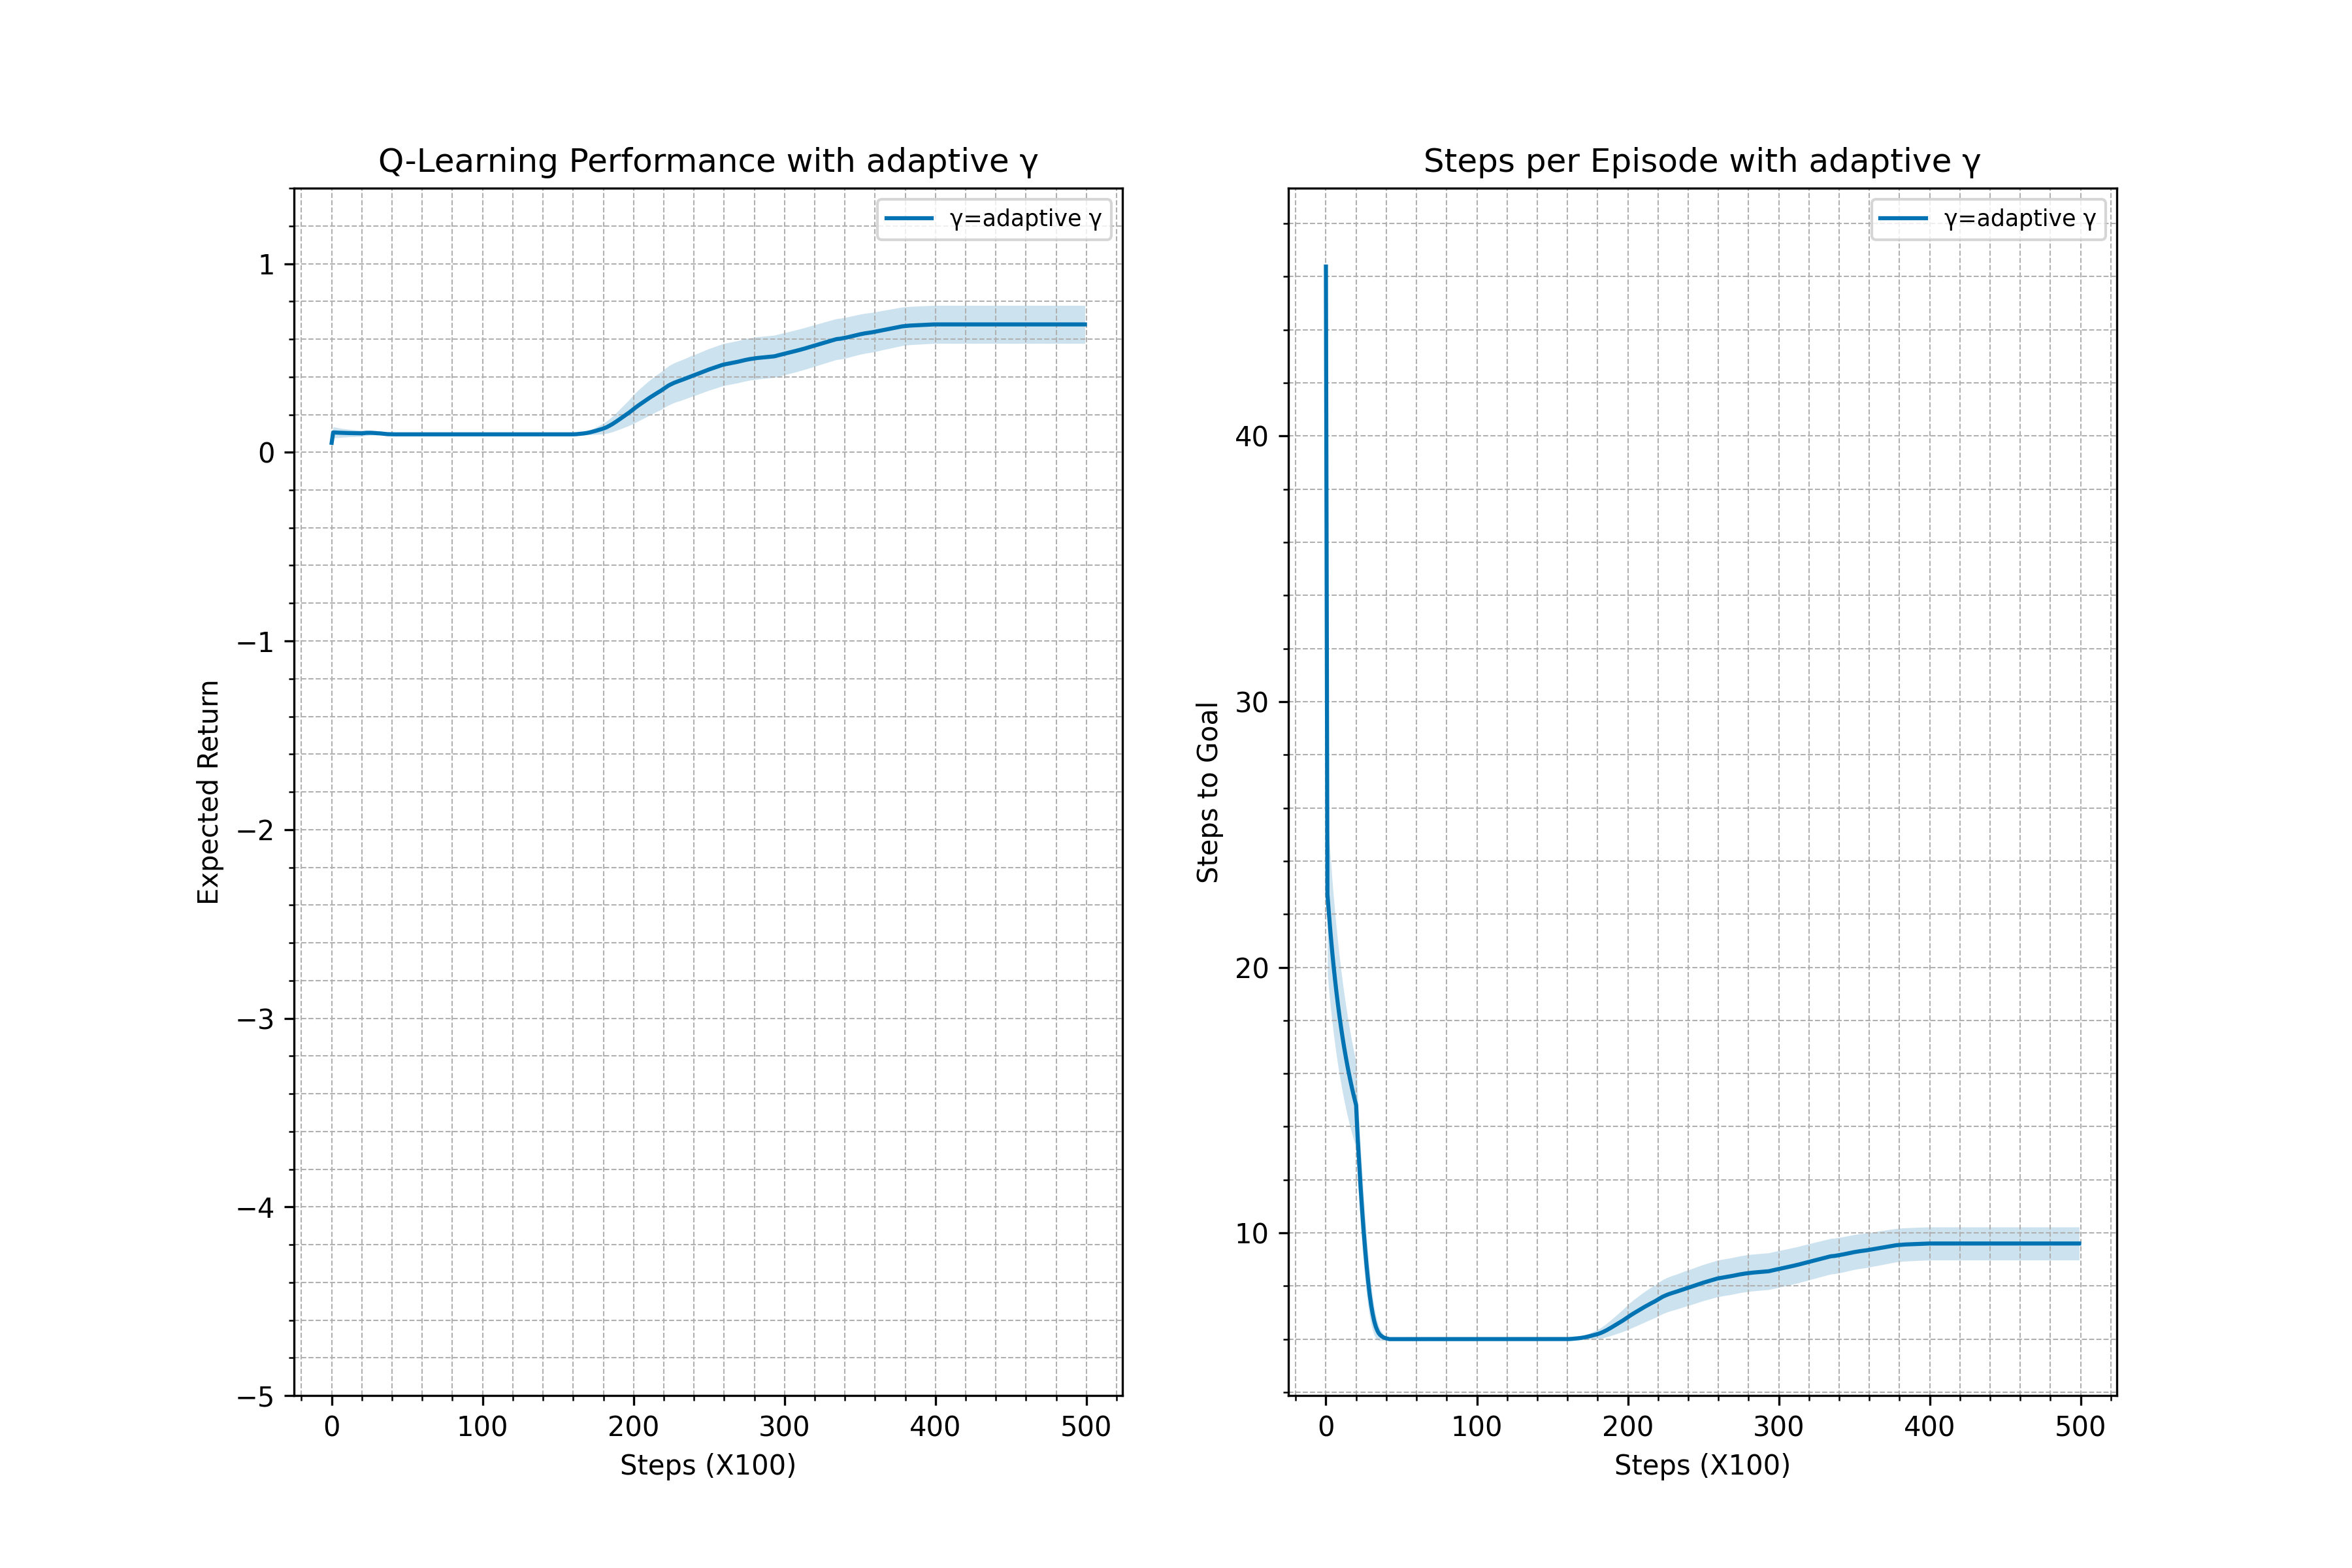 Q-Learning Performance with adaptive γ
γ=adaptive γ
Expected Return
1
0
−1
−2
−3
−4
−5
0 100 200 300 400 500
Steps (X100)
Steps per Episode with adaptive γ
γ=adaptive γ
Steps to Goal
40
30
20
10
0 100 200 300 400 500
Steps (X100)